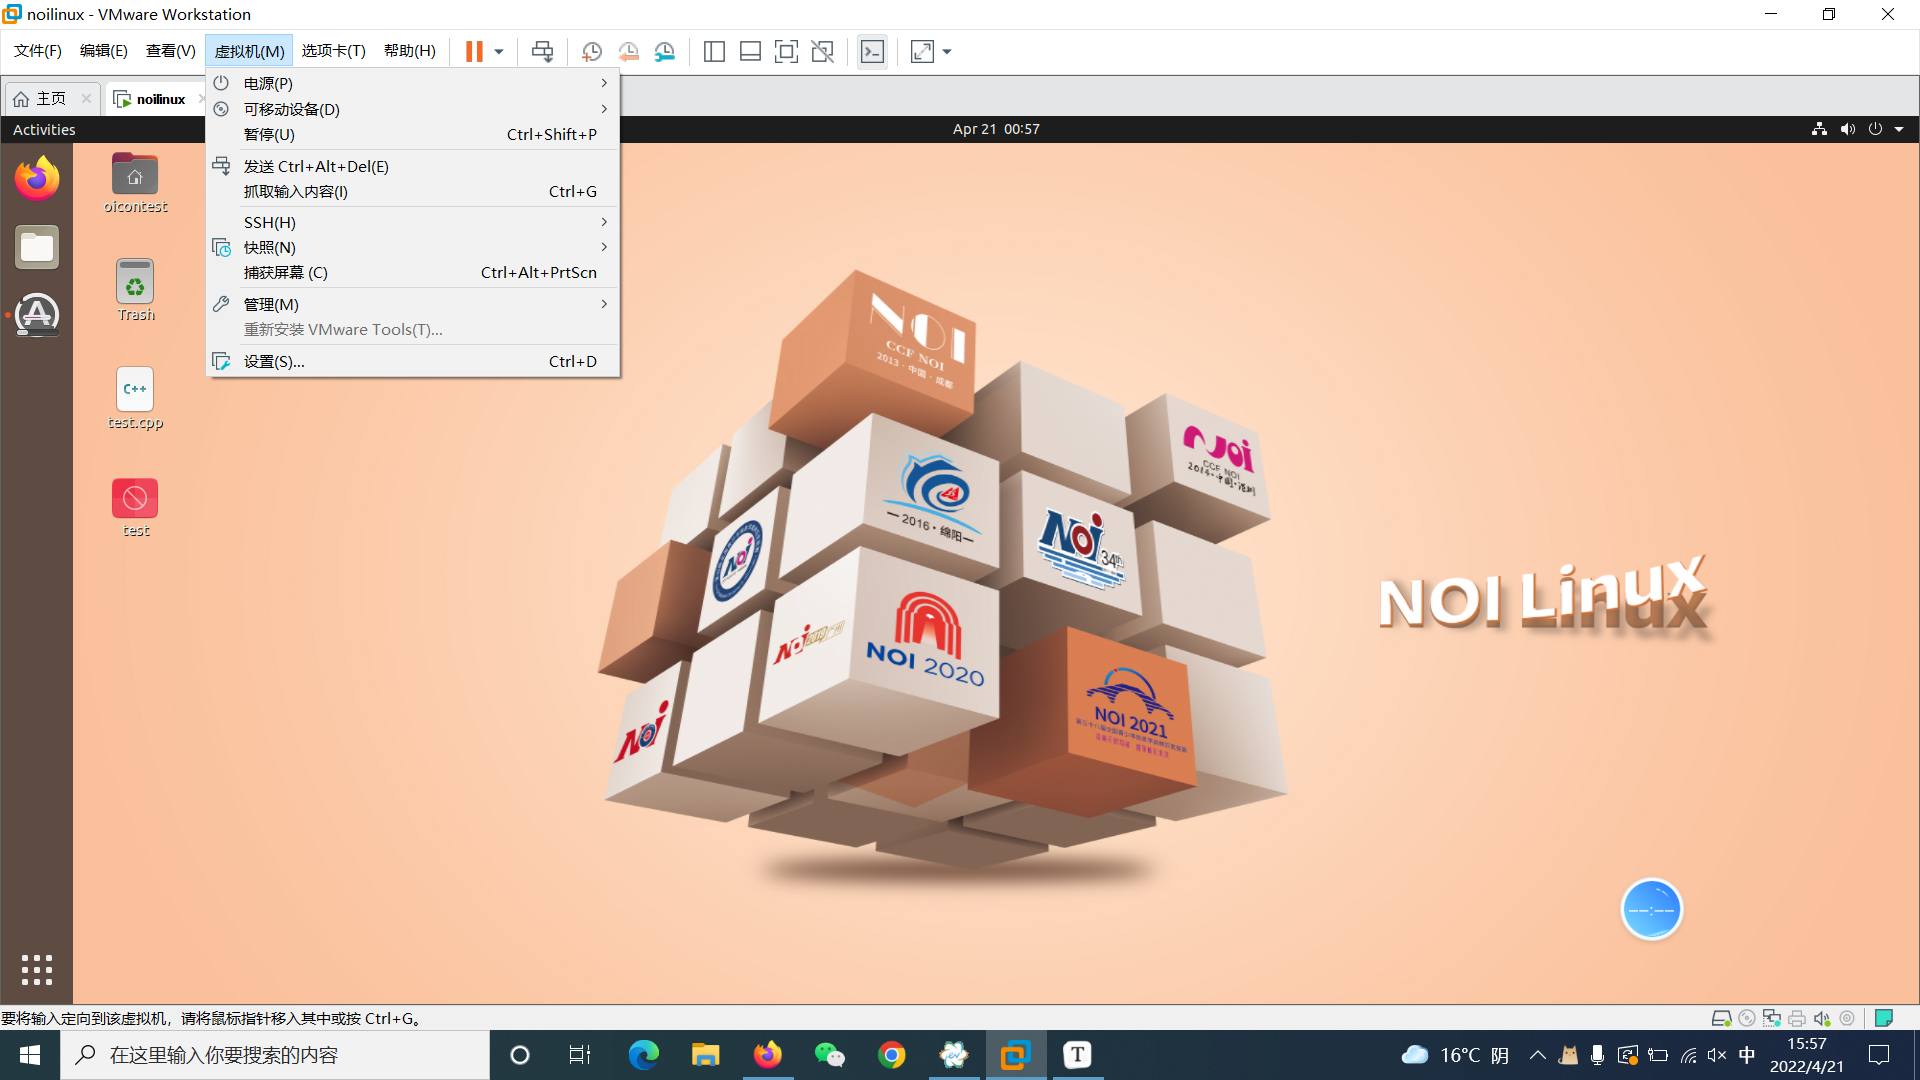 noilinux - VMware Workstation
文件(F) 编辑(E) 查看(V) 虚拟机(M) 选项卡(T) 帮助(H)
主页 noilinux
电源(P)
可移动设备(D)
暂停(U) Ctrl+Shift+P
发送 Ctrl+Alt+Del(E)
抓取输入内容(I) Ctrl+G
SSH(H)
快照(N)
捕获屏幕 (C) Ctrl+Alt+PrtScn
管理(M)
重新安装 VMware Tools(T)...
设置(S)... Ctrl+D
Activities Apr 21 00:57
oicontest
Trash
C++
test.cpp
test
NOI
CCF NOI
2013·中国·成都
NOI
CCF NOI
2014·中国·深圳
2016·绵阳
NOI
34th
NOI
NOI
NOI 2020
NOI
NOI 2021
NOI Linux
要将输入定向到该虚拟机，请将鼠标指针移入其中或按 Ctrl+G。
在这里输入你要搜索的内容
T
16°C 阴
中
15:57
2022/4/21